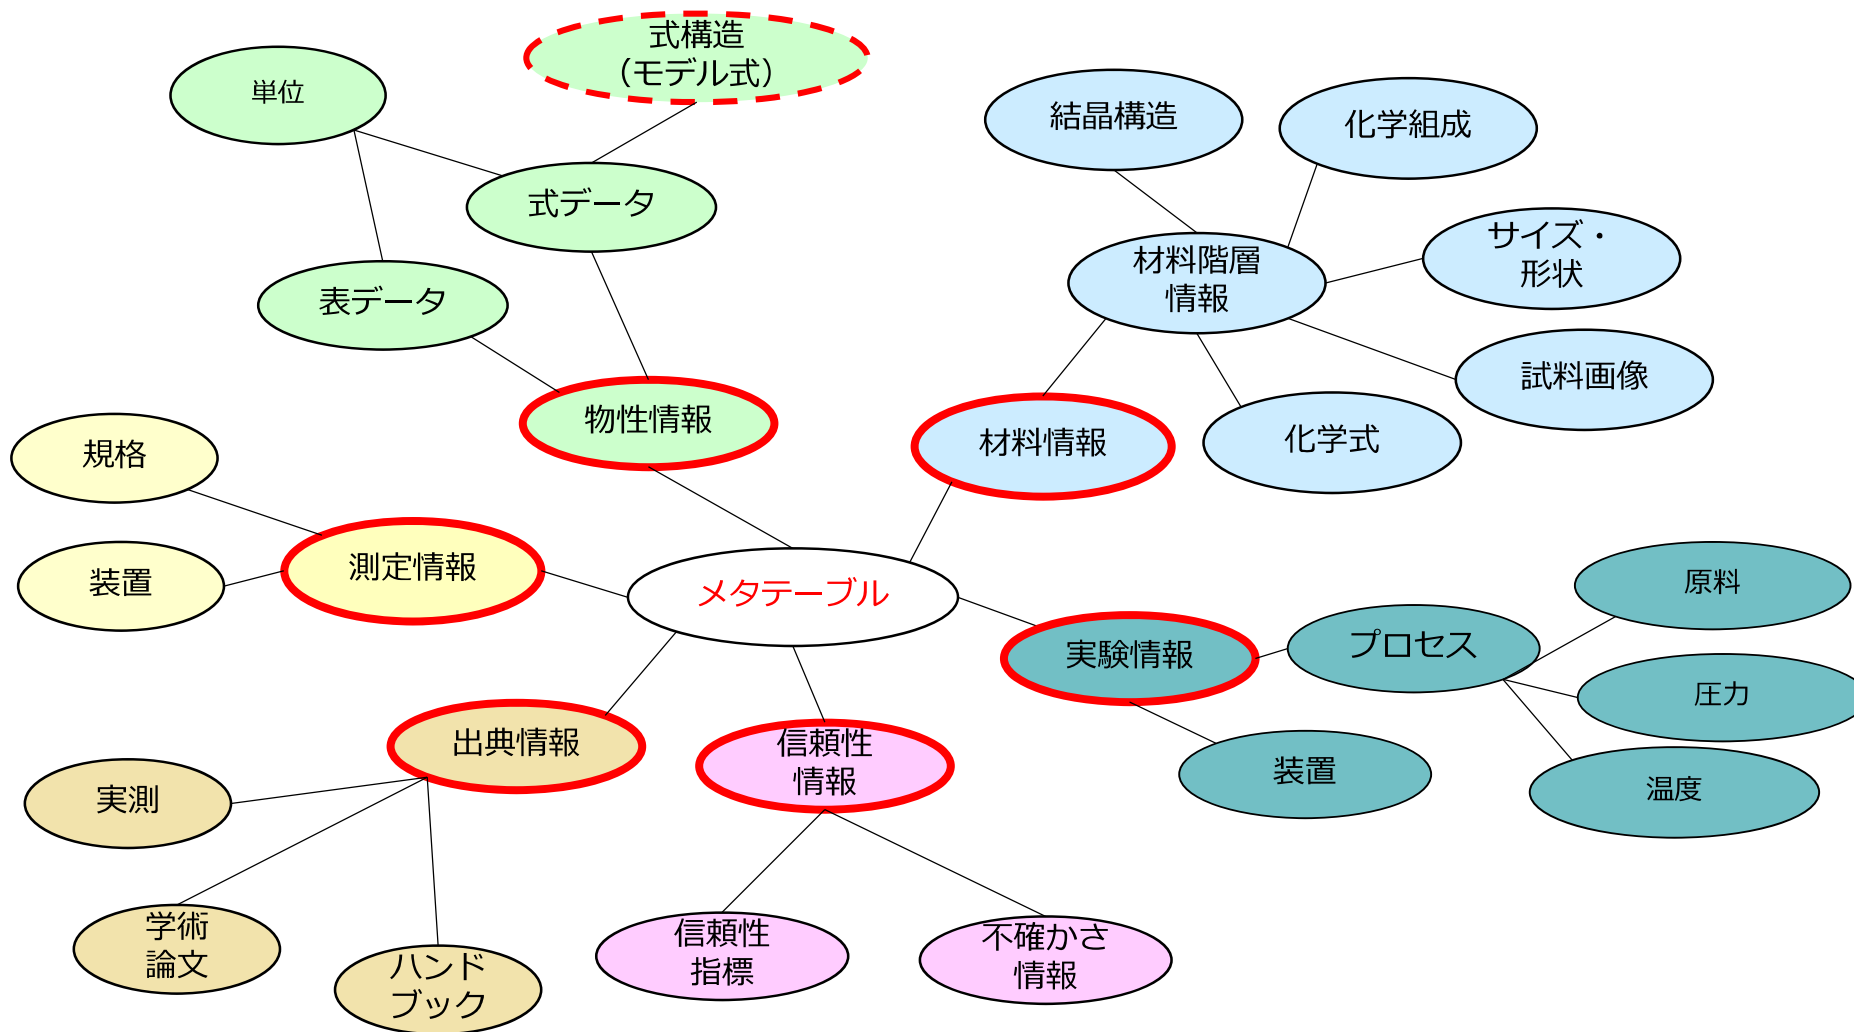 式構造
（モデル式）
単位
結晶構造
化学組成
式データ
サイズ・
形状
材料階層
情報
表データ
試料画像
物性情報
材料情報
化学式
規格
測定情報
装置
メタテーブル
原料
実験情報
プロセス
圧力
出典情報
信頼性
情報
装置
温度
実測
学術
論文
ハンド
ブック
信頼性
指標
不確かさ
情報